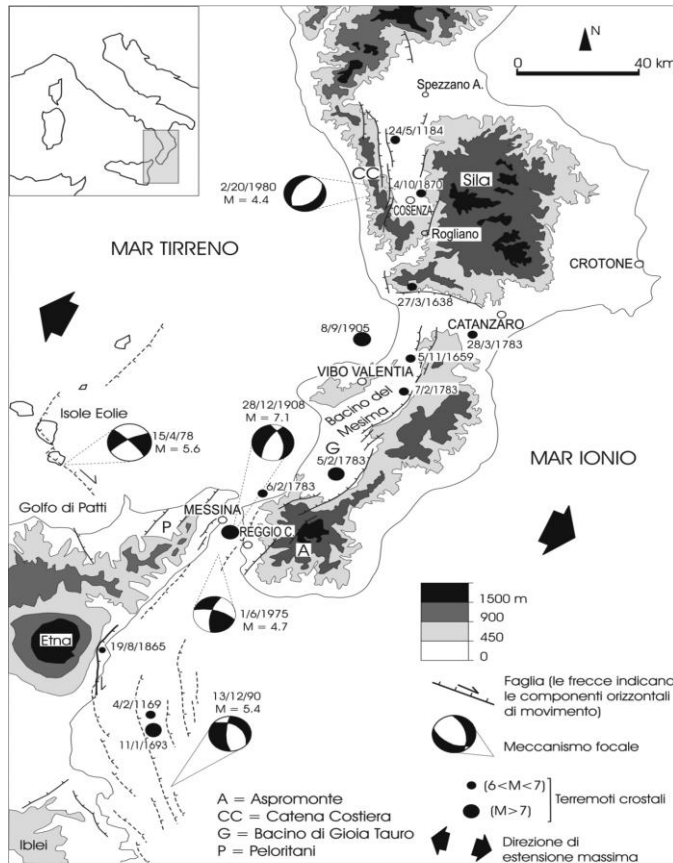 N
0 40 km
Spezzano A.
24/5/1184
CC
2/20/1980
M = 4.4
4/10/1870
Sila
COSENZA
Rogliano
MAR TIRRENO
CROTONE
27/3/1638
CATANZARO
8/9/1905
28/3/1783
5/11/1659
VIBO VALENTIA
7/2/1783
Bacino del
Mesima
28/12/1908
M = 7.1
Isole Eolie
15/4/78
M = 5.6
G
5/2/1783
MAR IONIO
6/2/1783
Golfo di Patti
MESSINA
P
REGGIO C.
A
1/6/1975
M = 4.7
Etna
19/8/1865
13/12/90
M = 5.4
4/2/1169
11/1/1693
Iblei
1500 m
900
450
0
Faglia (le frecce indicano
le componenti orizzontali
di movimento)
Meccanismo focale
(6<M<7)
(M>7)
Terremoti crostali
Direzione di
estensione massima
A = Aspromonte
CC = Catena Costiera
G = Bacino di Gioia Tauro
P = Peloritani